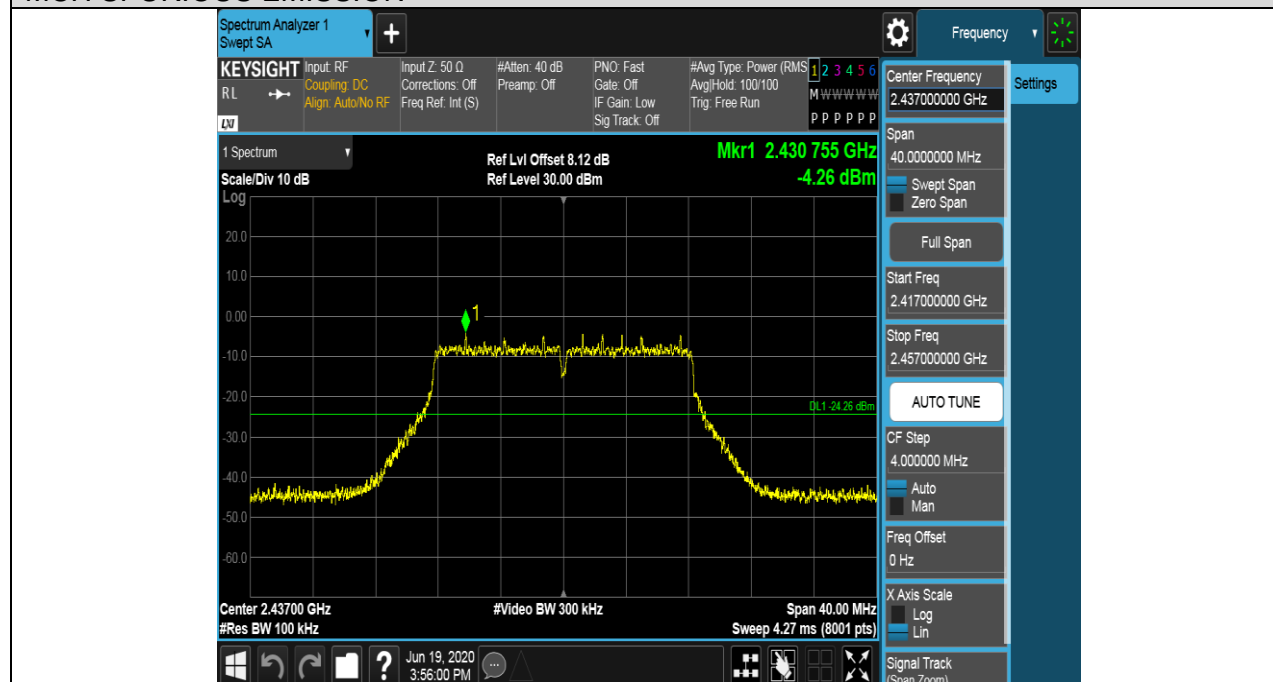 Spectrum Analyzer 1
Swept SA
+
Frequency
KEYSIGHT
RL
LXI
Input: RF
Coupling: DC
Align: Auto/No RF
Input Z: 50 Ω
Corrections: Off
Freq Ref: Int (S)
#Atten: 40 dB
Preamp: Off
PNO: Fast
Gate: Off
IF Gain: Low
Sig Track: Off
#Avg Type: Power (RMS
Avg|Hold: 100/100
Trig: Free Run
1 2 3 4 5 6
M W W W W W
P P P P P P
1 Spectrum
Scale/Div 10 dB
Log
Ref Lvl Offset 8.12 dB
Ref Level 30.00 dBm
Mkr1 2.430 755 GHz
-4.26 dBm
20.0
10.0
0.00
-10.0
-20.0
-30.0
-40.0
-50.0
-60.0
1
DL1 -24.26 dBm
Center 2.43700 GHz
#Res BW 100 kHz
#Video BW 300 kHz
Span 40.00 MHz
Sweep 4.27 ms (8001 pts)
Center Frequency
2.437000000 GHz
Settings
Span
40.0000000 MHz
Swept Span
Zero Span
Full Span
Start Freq
2.417000000 GHz
Stop Freq
2.457000000 GHz
AUTO TUNE
CF Step
4.000000 MHz
Auto
Man
Freq Offset
0 Hz
X Axis Scale
Log
Lin
Signal Track
(Span Zoom)
?
Jun 19, 2020
3:56:00 PM